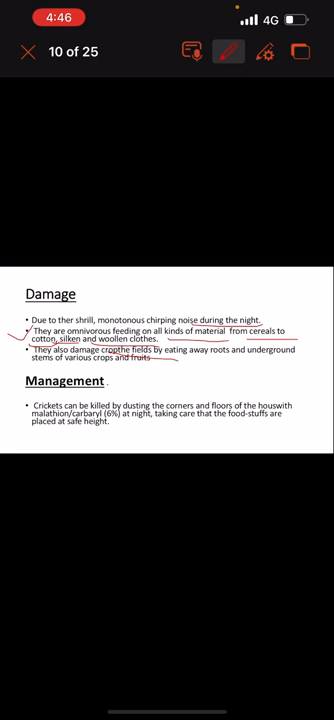 4:46
4G
10 of 25
Damage
• Due to ther shrill, monotonous chirping noise during the night.
• They are omnivorous feeding on all kinds of material from cereals to
cotton, silken and woollen clothes.
• They also damage cropthe fields by eating away roots and underground
stems of various crops and fruits
Management .
• Crickets can be killed by dusting the corners and floors of the houswith
malathion/carbaryl (6%) at night, taking care that the food-stuffs are
placed at safe height.